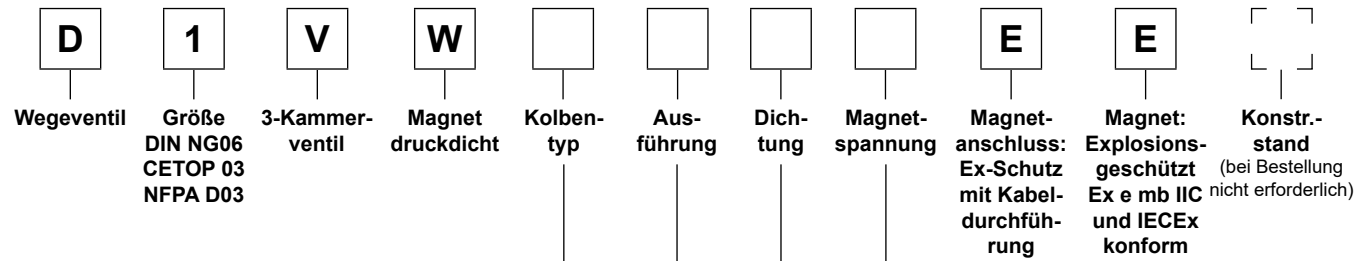 D 1 V W E E
Wegeventil
Größe
DIN NG06
CETOP 03
NFPA D03
3-Kammer-
ventil
Magnet
druckdicht
Kolben-
typ
Aus-
führung
Dich-
tung
Magnet-
spannung
Magnet-
anschluss:
Ex-Schutz
mit Kabel-
durchfüh-
rung
Magnet:
Explosions-
geschützt
Ex e mb IIC
und IECEx
konform
Konstr.-
stand
(bei Bestellung
nicht erforderlich)